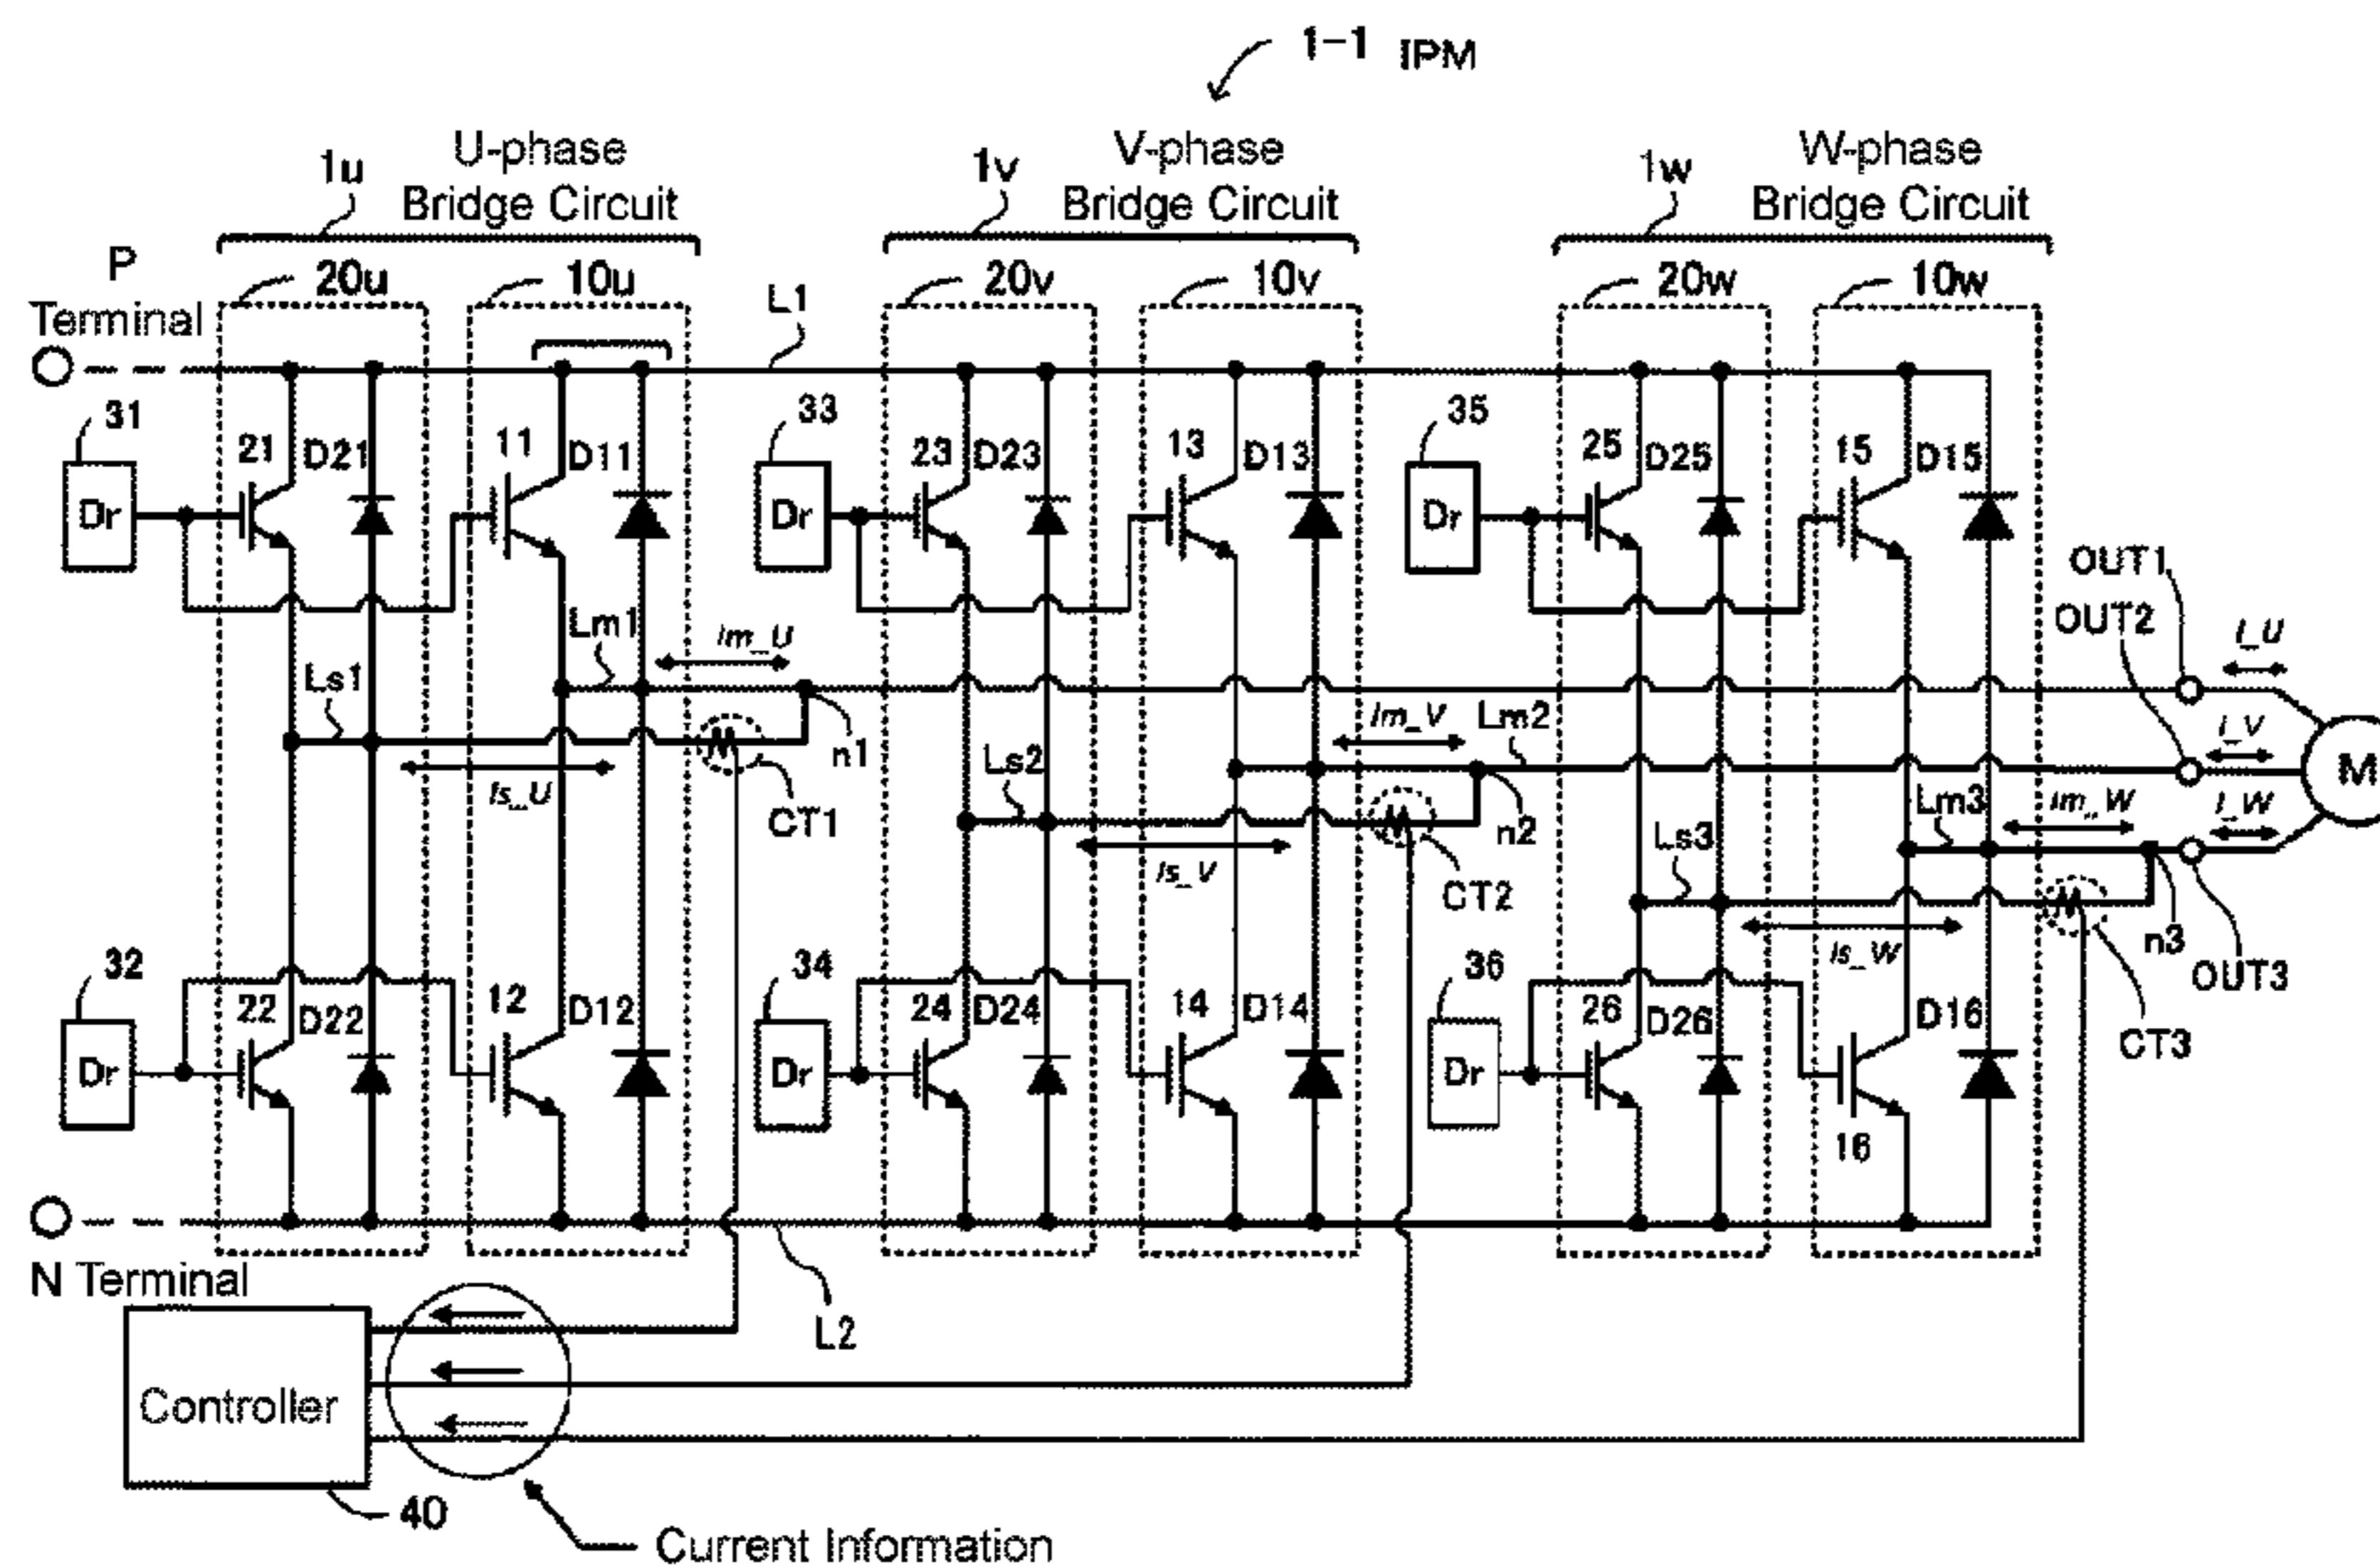 1-1 IPM
U-phase
Bridge Circuit
1u
V-phase
Bridge Circuit
1v
W-phase
Bridge Circuit
1w
P
Terminal
20u
10u
L1
20v
10v
20w
10w
31
Dr
21
D21
11
D11
33
Dr
23
D23
13
D13
35
Dr
25
D25
15
D15
OUT1
OUT2
I_U
Lm1
Im_U
Ls1
n1
Is_U
CT1
Im_V
Lm2
I_V
M
Ls2
n2
Is_V
CT2
Lm3
Im_W
I_W
Ls3
Is_W
n3
OUT3
CT3
32
Dr
22
D22
12
D12
34
Dr
24
D24
14
D14
36
Dr
26
D26
16
D16
N Terminal
L2
Controller
40
Current Information